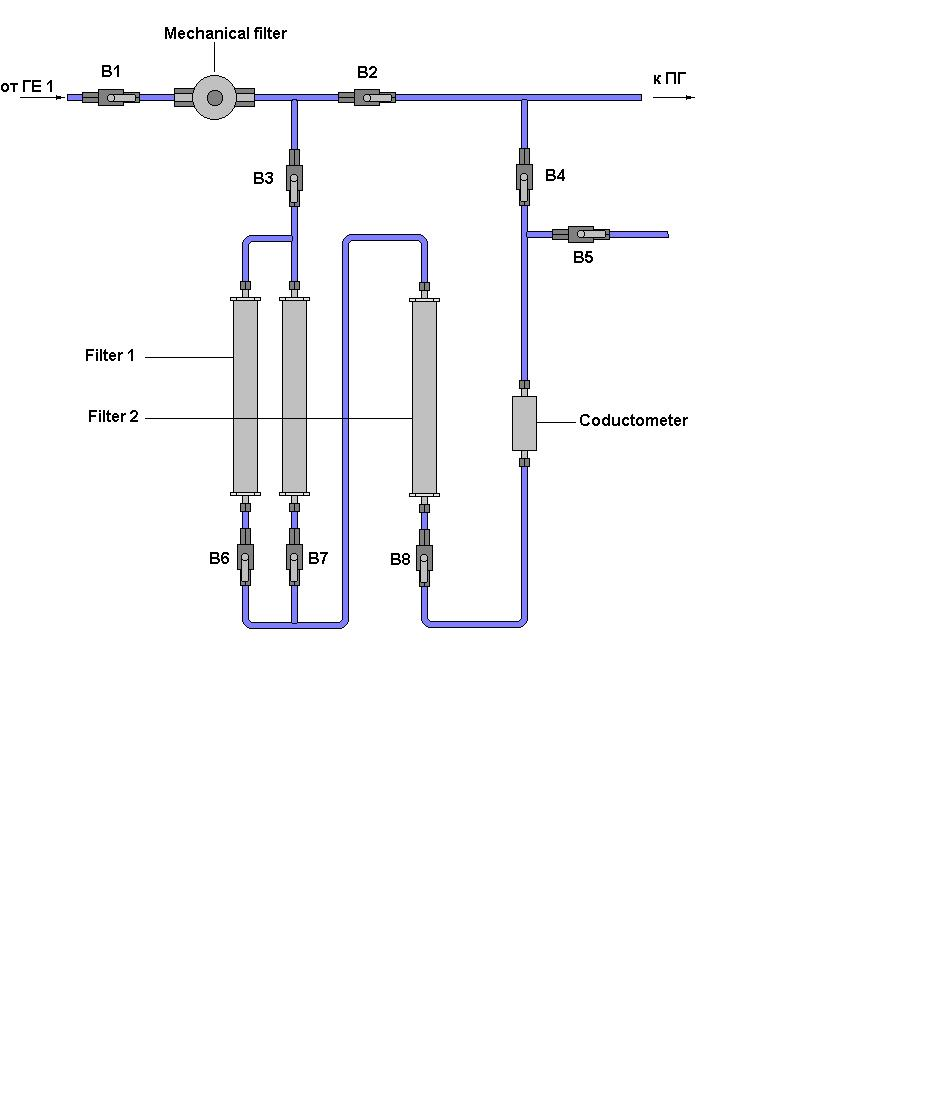 Mechanical filter
B1
B2
от ГЕ 1
к ПГ
B3
B4
B5
Filter 1
Filter 2
Coductometer
B6
B7
B8